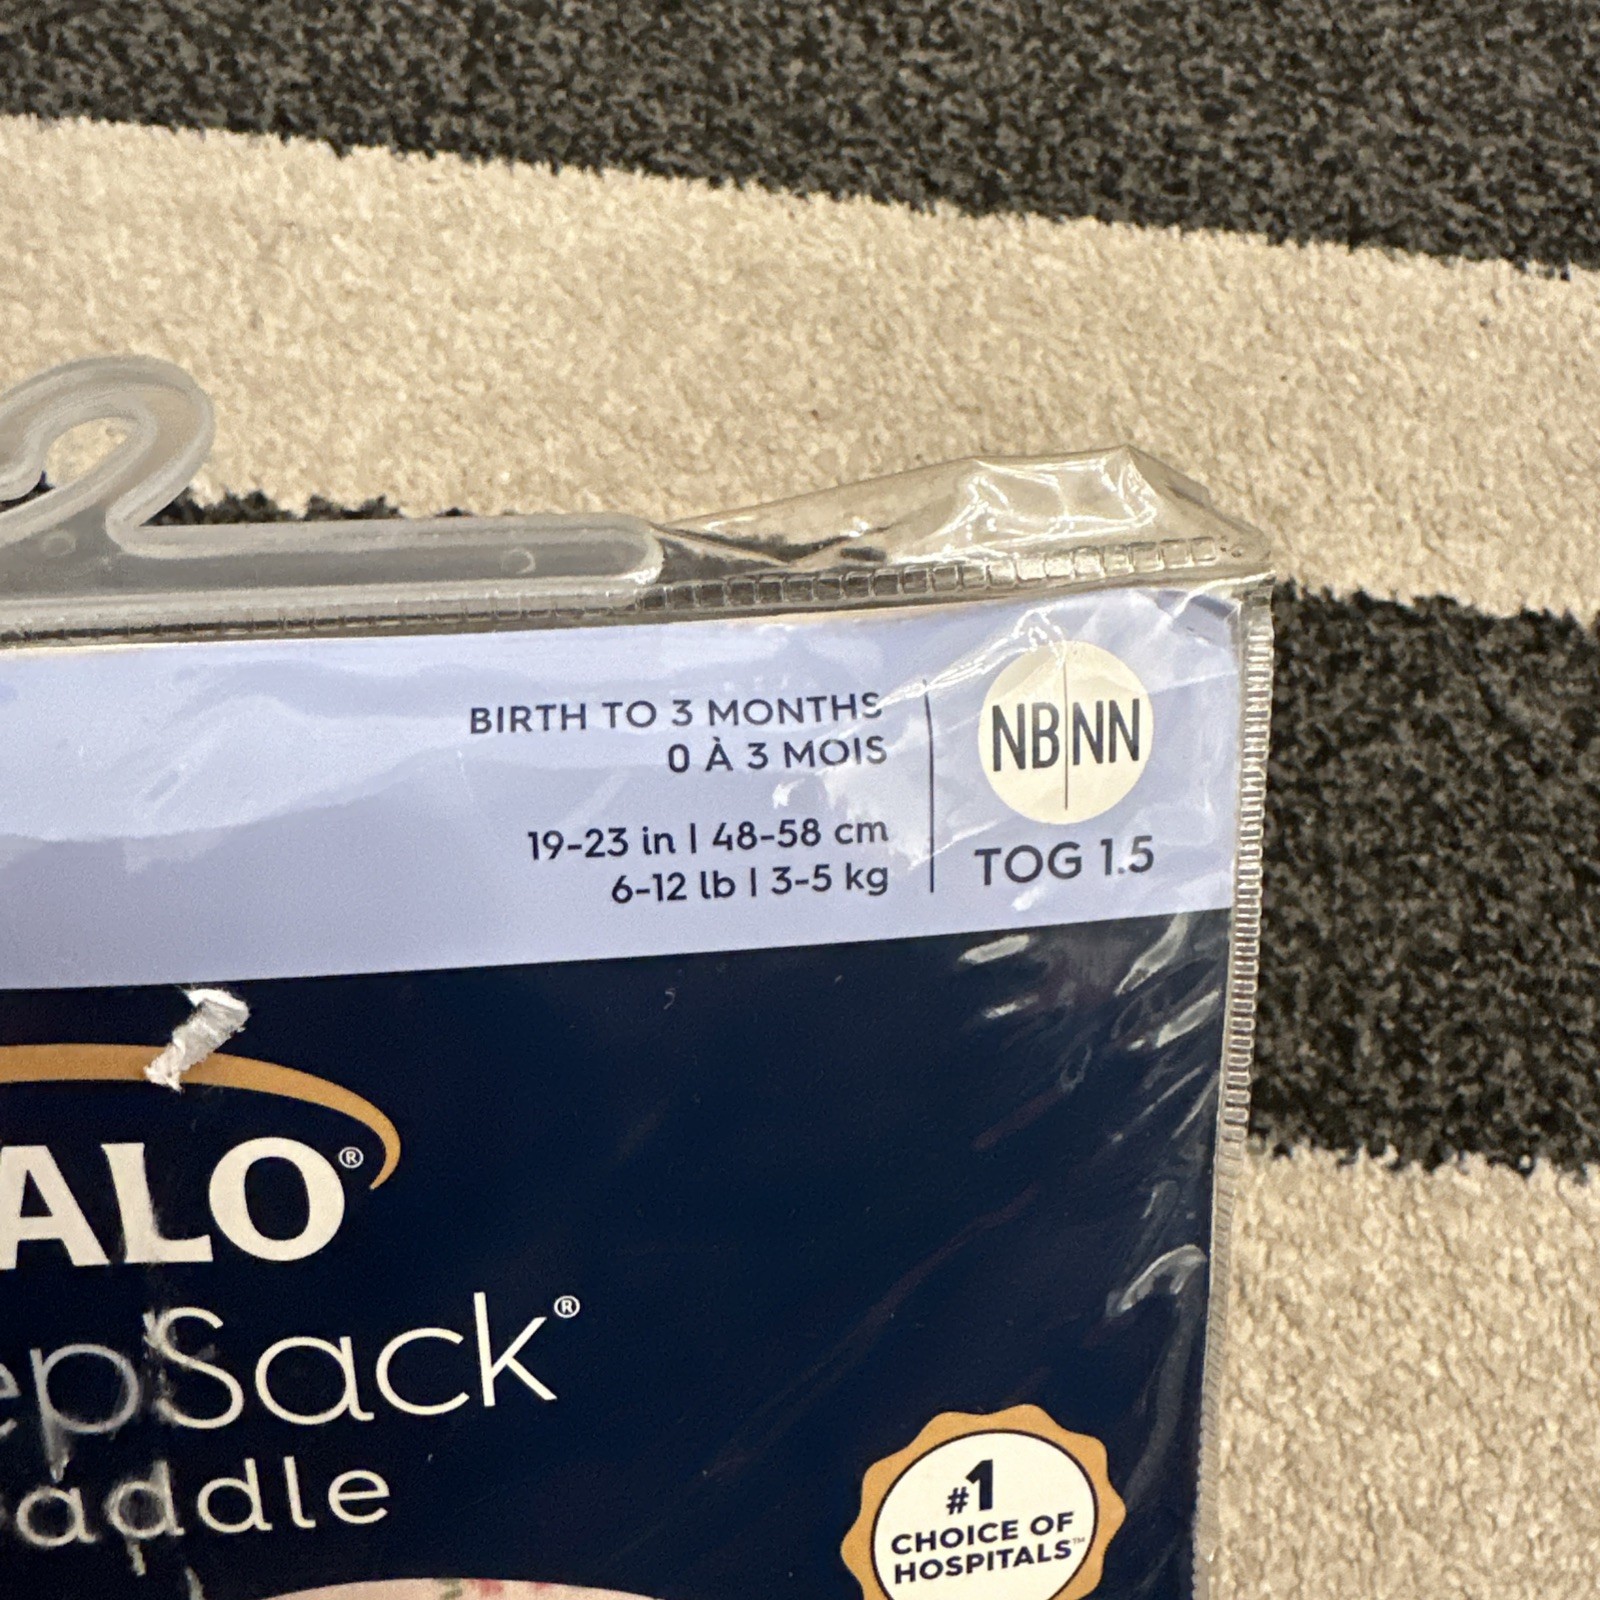 BIRTH TO 3 MONTHS
0 À 3 MOIS
19-23 in | 48-58 cm
6-12 lb | 3-5 kg
NB|NN
TOG 1.5
ALO®
epSack®
addle
#1
CHOICE OF
HOSPITALS™